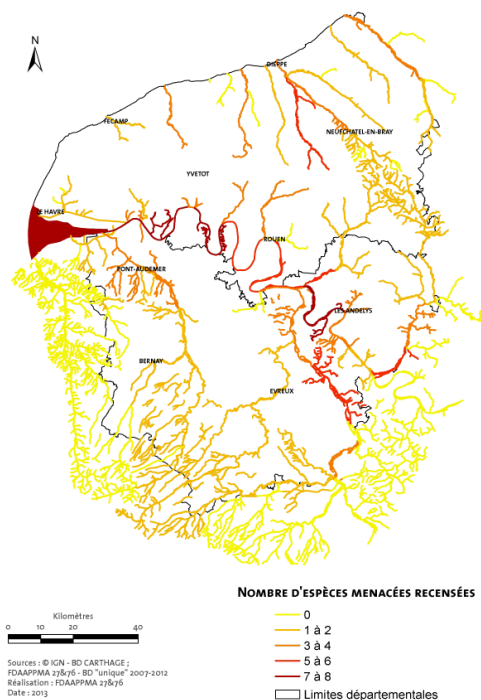 N
DIEPPE
FECAMP
NEUFCHATEL-EN-BRAY
YVETOT
LE HAVRE
ROUEN
PONT-AUDEMER
LES ANDELYS
BERNAY
EVREUX
NOMBRE D'ESPÈCES MENACÉES RECENSÉES
0
1 à 2
3 à 4
5 à 6
7 à 8
Limites départementales
Kilomètres
0 10 20 40
Sources : © IGN - BD CARTHAGE ;
FDAAPPMA 27&76 - BD "unique" 2007-2012
Réalisation : FDAAPPMA 27&76
Date : 2013